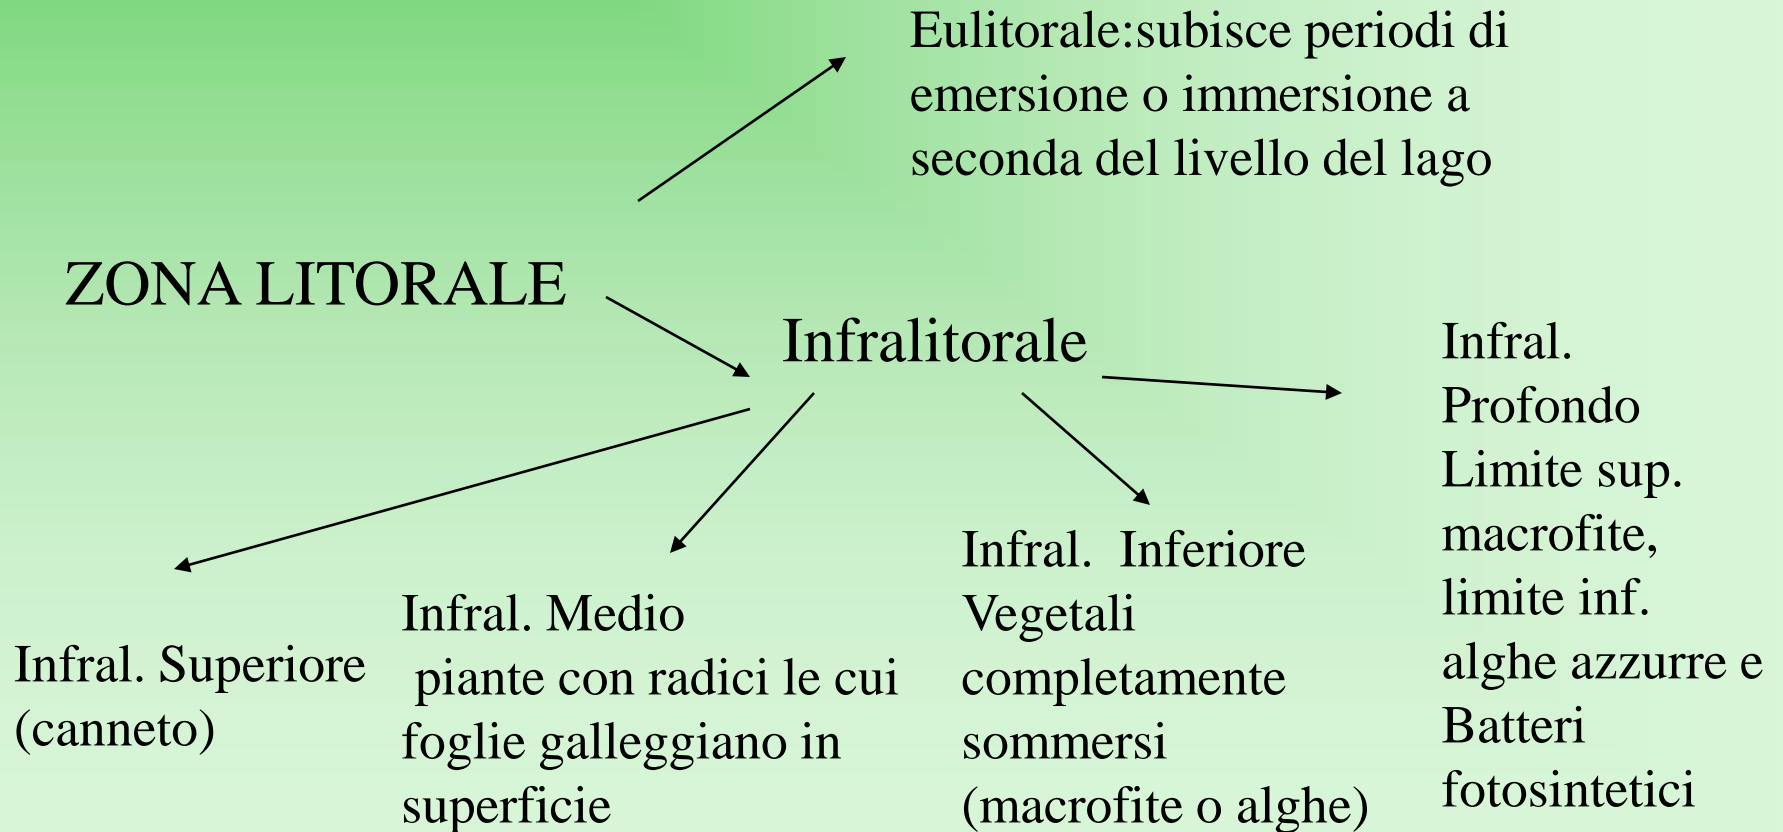 Eulitorale:subisce periodi di
emersione o immersione a
seconda del livello del lago
ZONA LITORALE
Infralitorale
Infral. Superiore
(canneto)
Infral. Medio
piante con radici le cui
foglie galleggiano in
superficie
Infral. Inferiore
Vegetali
completamente
sommersi
(macrofite o alghe)
Infral.
Profondo
Limite sup.
macrofite,
limite inf.
alghe azzurre e
Batteri
fotosintetici